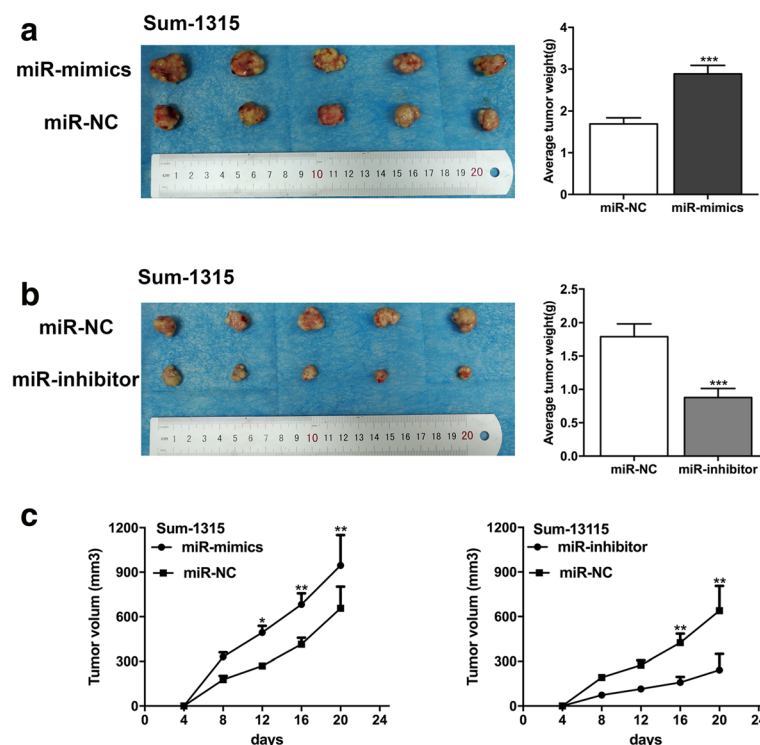 a
Sum-1315
miR-mimics
miR-NC
cm 1 2 3 4 5 6 7 8 9 10 11 12 13 14 15 16 17 18 19 20
Average tumor weight(g)
4
3
2
1
0
***
miR-NC miR-mimics
b
Sum-1315
miR-NC
miR-inhibitor
1 2 3 4 5 6 7 8 9 10 11 12 13 14 15 16 17 18 19 20
Average tumor weight(g)
2.5
2.0
1.5
1.0
0.5
0.0
***
miR-NC miR-inhibitor
c
Sum-1315
miR-mimics
miR-NC
Tumor volum (mm3)
1200
900
600
300
0
* ** **
0 4 8 12 16 20 24
days
Sum-13115
miR-inhibitor
miR-NC
Tumor volum (mm3)
1200
900
600
300
0
** **
0 4 8 12 16 20 24
days